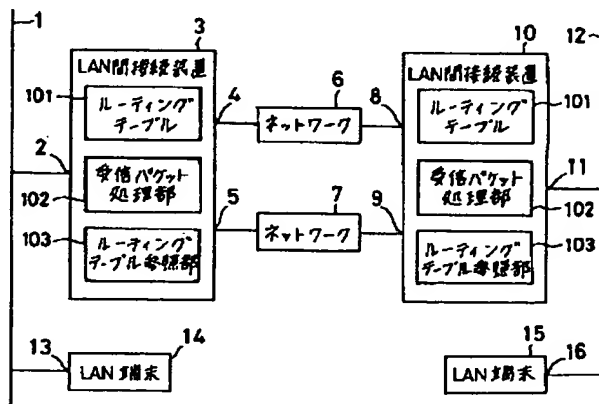 1
3
10
12
LAN間接続装置
LAN間接続装置
101
ルーティング
テーブル
4
6
ネットワーク
8
ルーティング
テーブル
101
2
受信パケット
処理部
102
11
受信パケット
処理部
102
5
7
ネットワーク
9
103
ルーティング
テーブル参照部
ルーティング
テーブル参照部
103
13
14
LAN端末
15
LAN端末
16